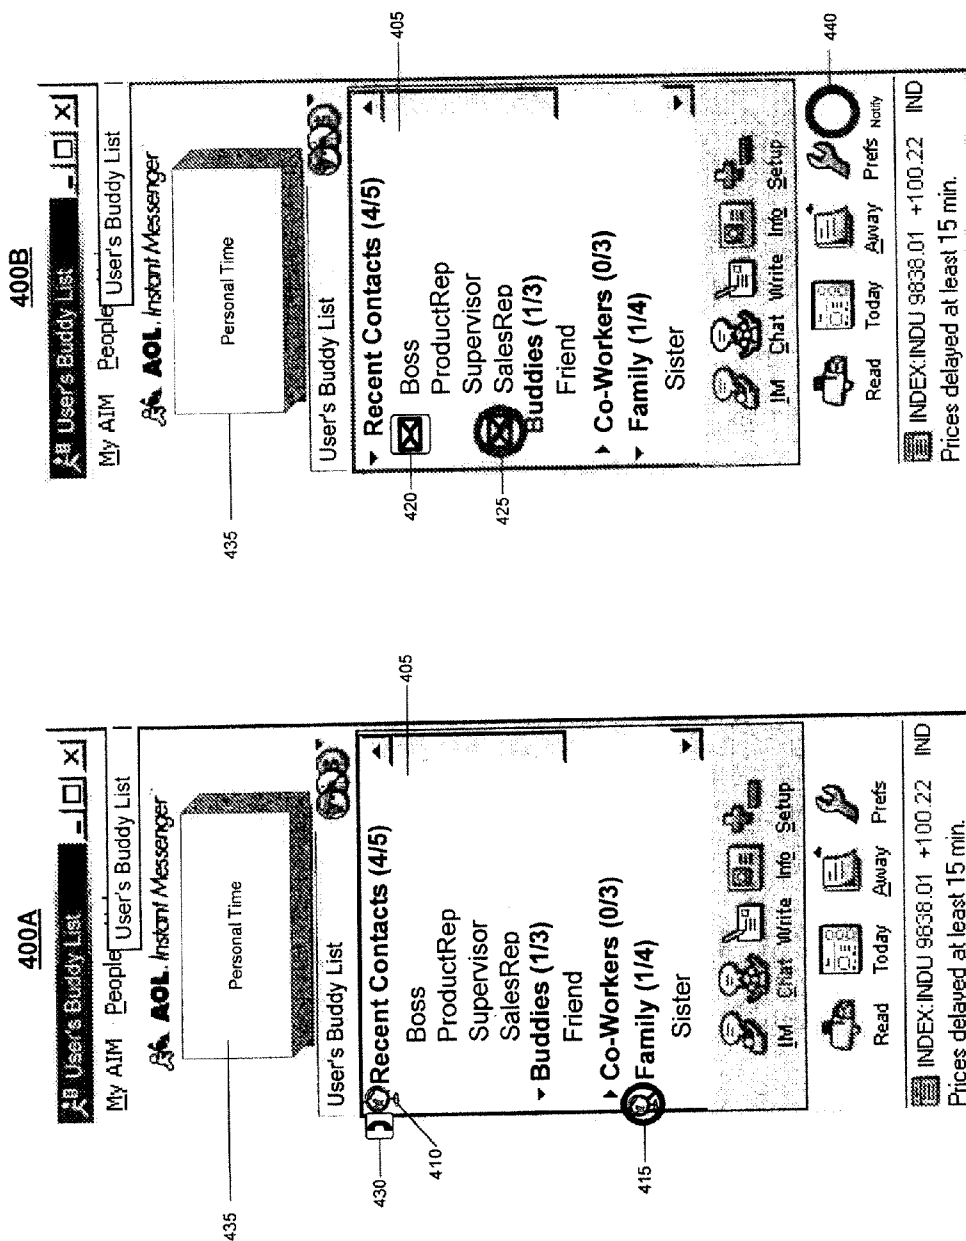 400A
User's Buddy List
My AIM People
User's Buddy List
AOL Instant Messenger
Personal Time
435
User's Buddy List
405
Recent Contacts (4/5)
430
410
Boss
ProductRep
Supervisor
SalesRep
Buddies (1/3)
Friend
Co-Workers (0/3)
Family (1/4)
415
Sister
IM Chat Write Info Setup
Read Today Away Prefs
INDEX:INDU 9838.01 +100.22 IND
Prices delayed at least 15 min.
400B
User's Buddy List
My AIM People
User's Buddy List
AOL. Instant Messenger
Personal Time
435
User's Buddy List
405
Recent Contacts (4/5)
420
Boss
ProductRep
Supervisor
425
SalesRep
Buddies (1/3)
Friend
Co-Workers (0/3)
Family (1/4)
Sister
IM Chat Write Info Setup
440
Read Today Away Prefs Notify
INDEX:INDU 9838.01 +100.22 IND
Prices delayed at least 15 min.